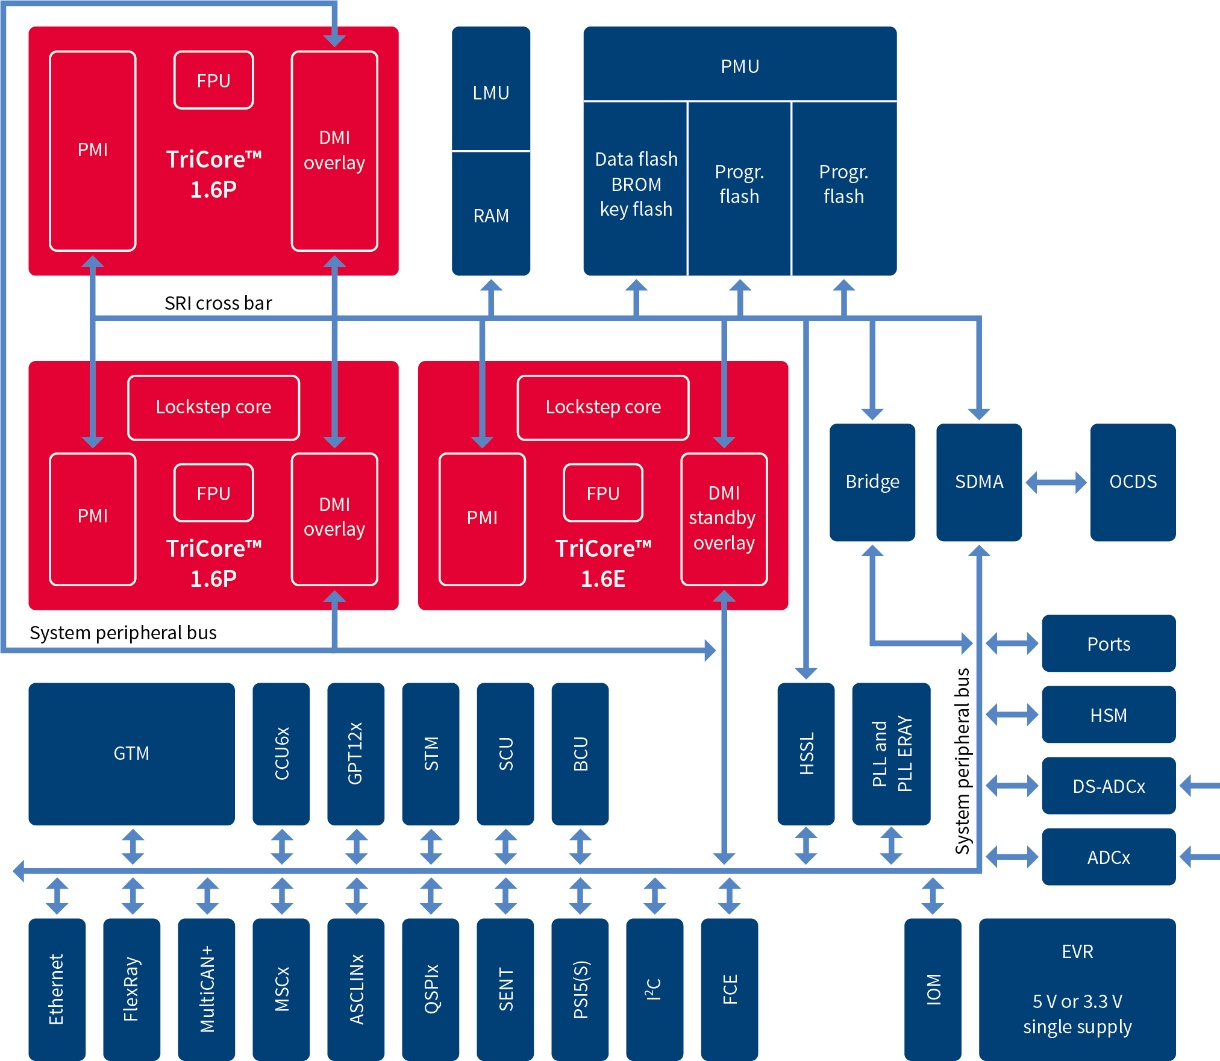 PMI
FPU
TriCore™
1.6P
DMI
overlay
LMU
RAM
PMU
Data flash
BROM
key flash
Progr.
flash
Progr.
flash
SRI cross bar
Lockstep core
PMI
FPU
TriCore™
1.6P
DMI
overlay
Lockstep core
PMI
FPU
TriCore™
1.6E
DMI
standby
overlay
Bridge
SDMA
OCDS
System peripheral bus
Ports
HSM
DS-ADCx
ADCx
System peripheral bus
GTM
CCU6x
GPT12x
STM
SCU
BCU
HSSL
PLL and
PLL ERAY
Ethernet
FlexRay
MultiCAN+
MSCx
ASCLINx
QSPIx
SENT
PSI5(S)
I²C
FCE
IOM
EVR
5 V or 3.3 V
single supply